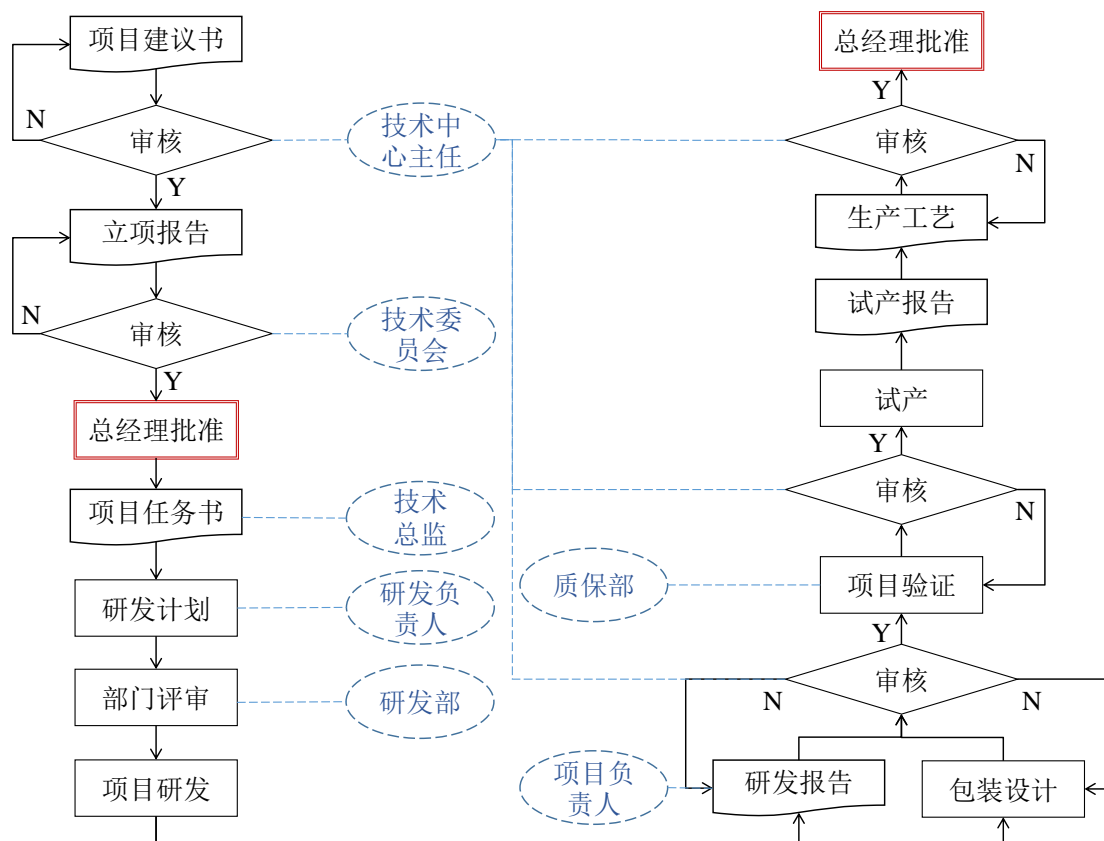 项目建议书
N
审核
技术中
心主任
Y
立项报告
N
审核
技术委
员会
Y
总经理批准
项目任务书
技术
总监
研发计划
研发负
责人
部门评审
研发部
项目研发
总经理批准
Y
审核
N
生产工艺
试产报告
试产
Y
审核
N
质保部
项目验证
Y
审核
N
N
项目负
责人
研发报告
包装设计